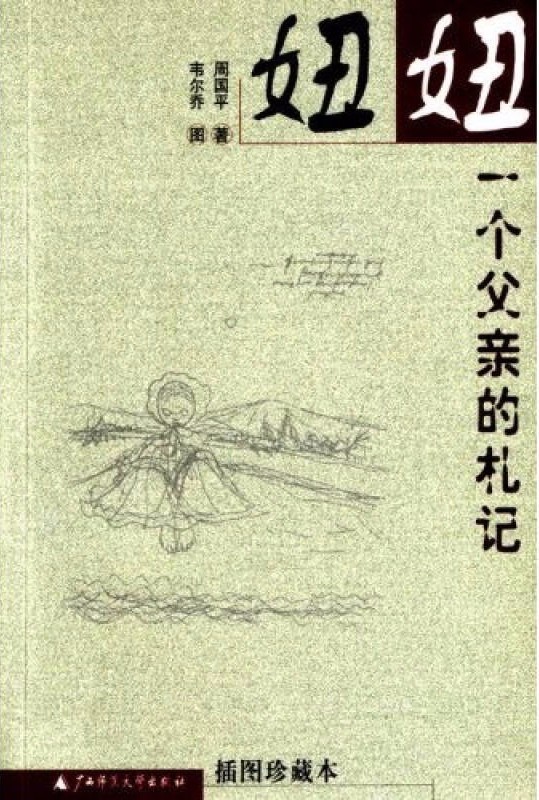 妞妞
一个父亲的札记
周国平 著
韦尔乔 图
插图珍藏本
广西师范大学出版社